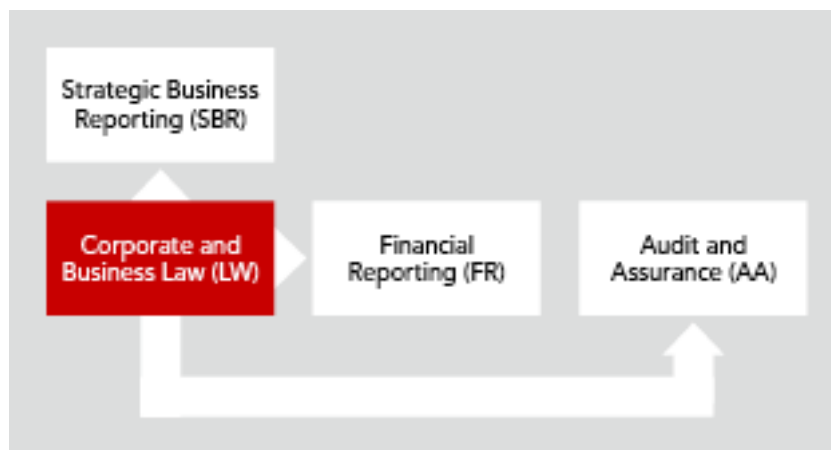 Strategic Business
Reporting (SBR)
Corporate and
Business Law (LW)
Financial
Reporting (FR)
Audit and
Assurance (AA)